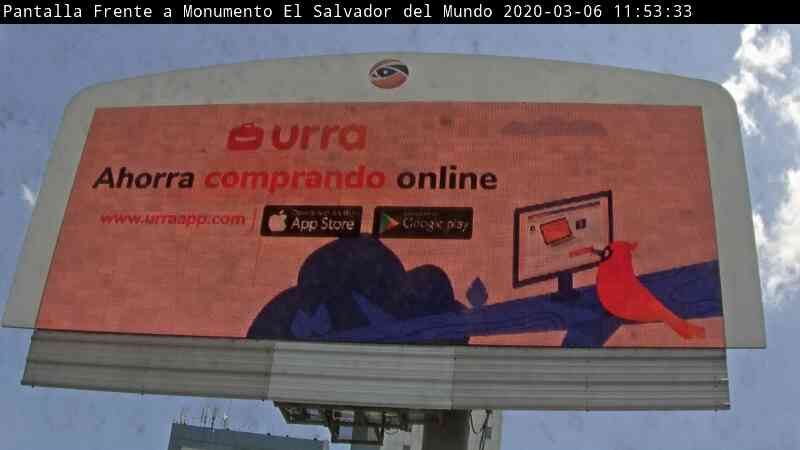 Pantalla Frente a Monumento El Salvador del Mundo 2020-03-06 11:53:33
urra
Ahorra comprando online
www.urraapp.com
App Store
Google play